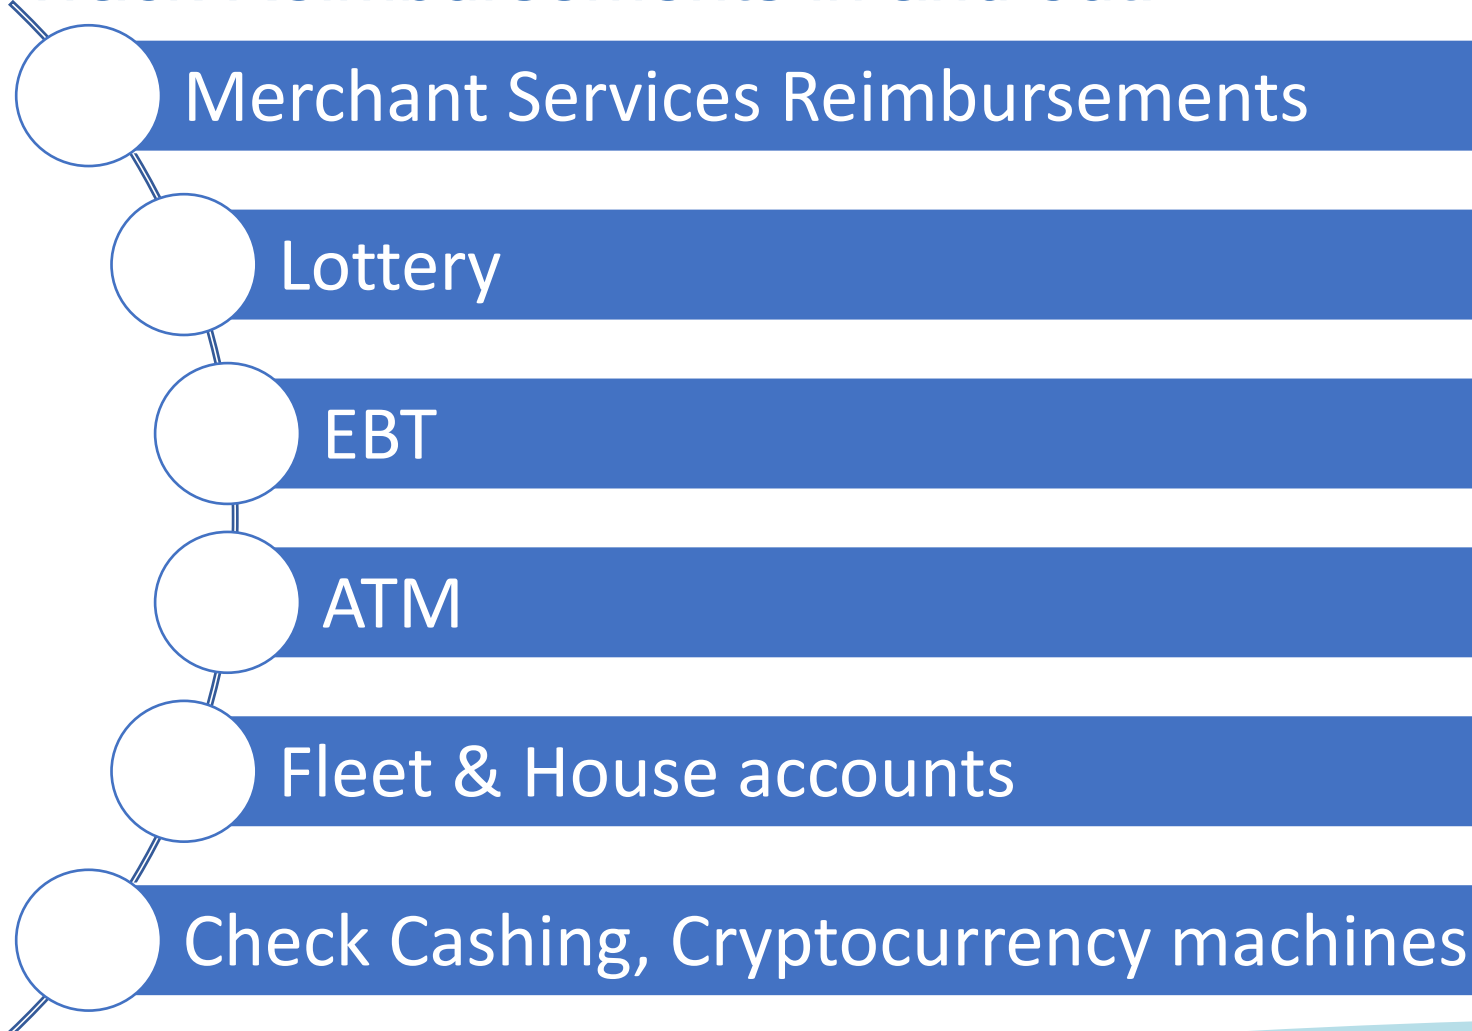 Merchant Services Reimbursements
Lottery
EBT
ATM
Fleet & House accounts
Check Cashing, Cryptocurrency machines